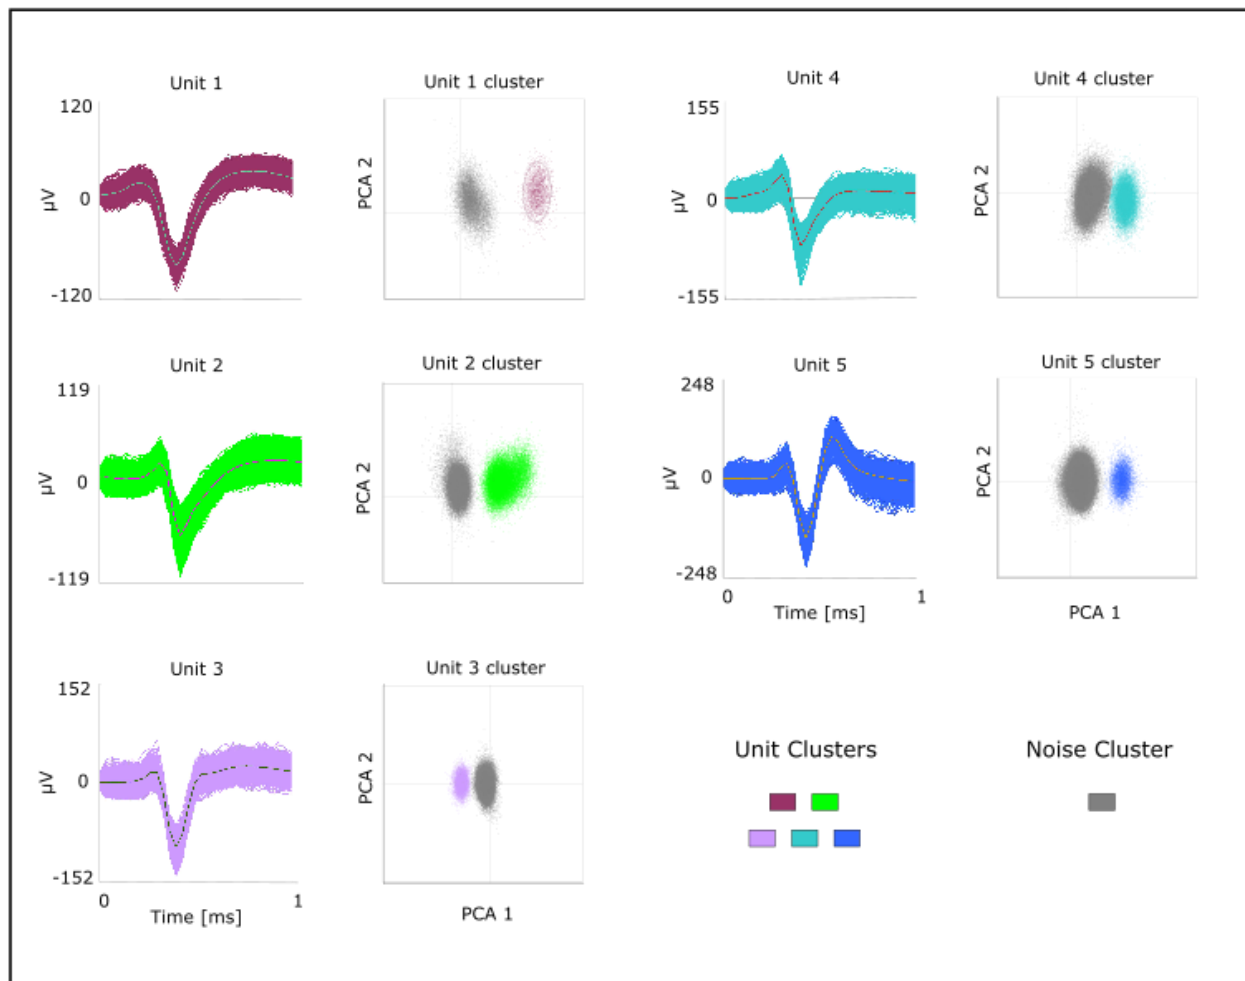 Unit 1
120
µV
0
-120
Unit 1 cluster
PCA 2
Unit 4
155
µV
0
-155
Unit 4 cluster
PCA 2
Unit 2
119
µV
0
-119
Unit 2 cluster
PCA 2
Unit 5
248
µV
0
-248
0
1
Time [ms]
Unit 5 cluster
PCA 2
PCA 1
Unit 3
152
µV
0
-152
0
1
Time [ms]
Unit 3 cluster
PCA 2
PCA 1
Unit Clusters
Noise Cluster